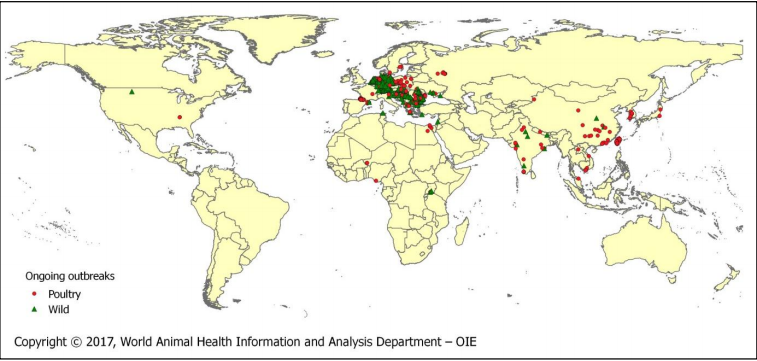 Ongoing outbreaks
Poultry
Wild
Copyright © 2017, World Animal Health Information and Analysis Department – OIE